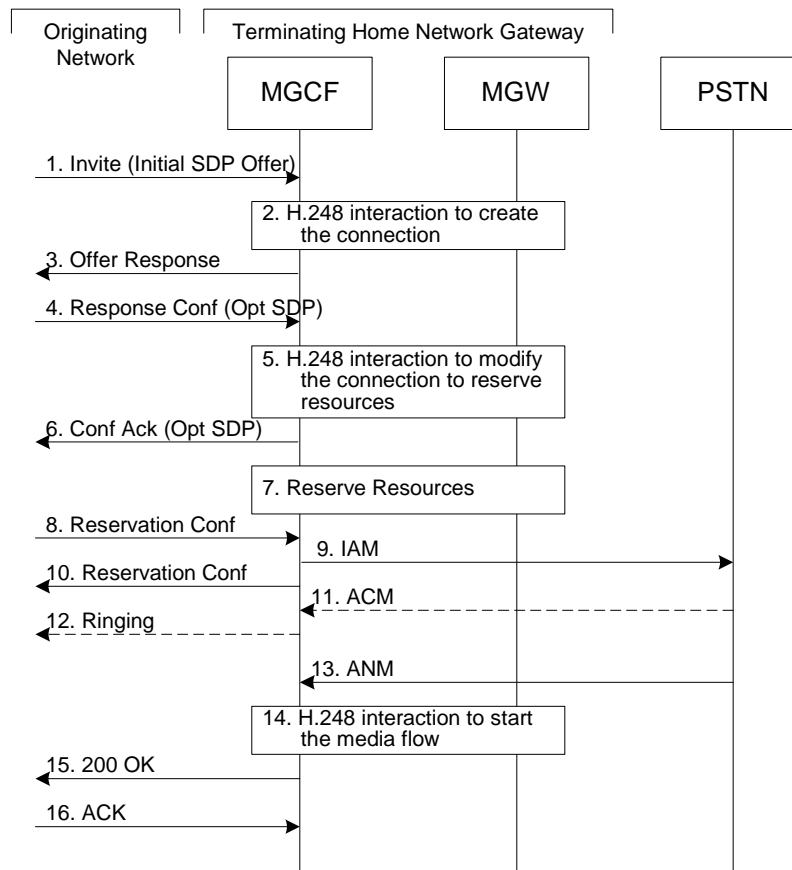 Originating
Network
Terminating Home Network Gateway
MGCF
MGW
PSTN
1. Invite (Initial SDP Offer)
2. H.248 interaction to create
the connection
3. Offer Response
4. Response Conf (Opt SDP)
5. H.248 interaction to modify
the connection to reserve
resources
6. Conf Ack (Opt SDP)
7. Reserve Resources
8. Reservation Conf
9. IAM
10. Reservation Conf
11. ACM
12. Ringing
13. ANM
14. H.248 interaction to start
the media flow
15. 200 OK
16. ACK